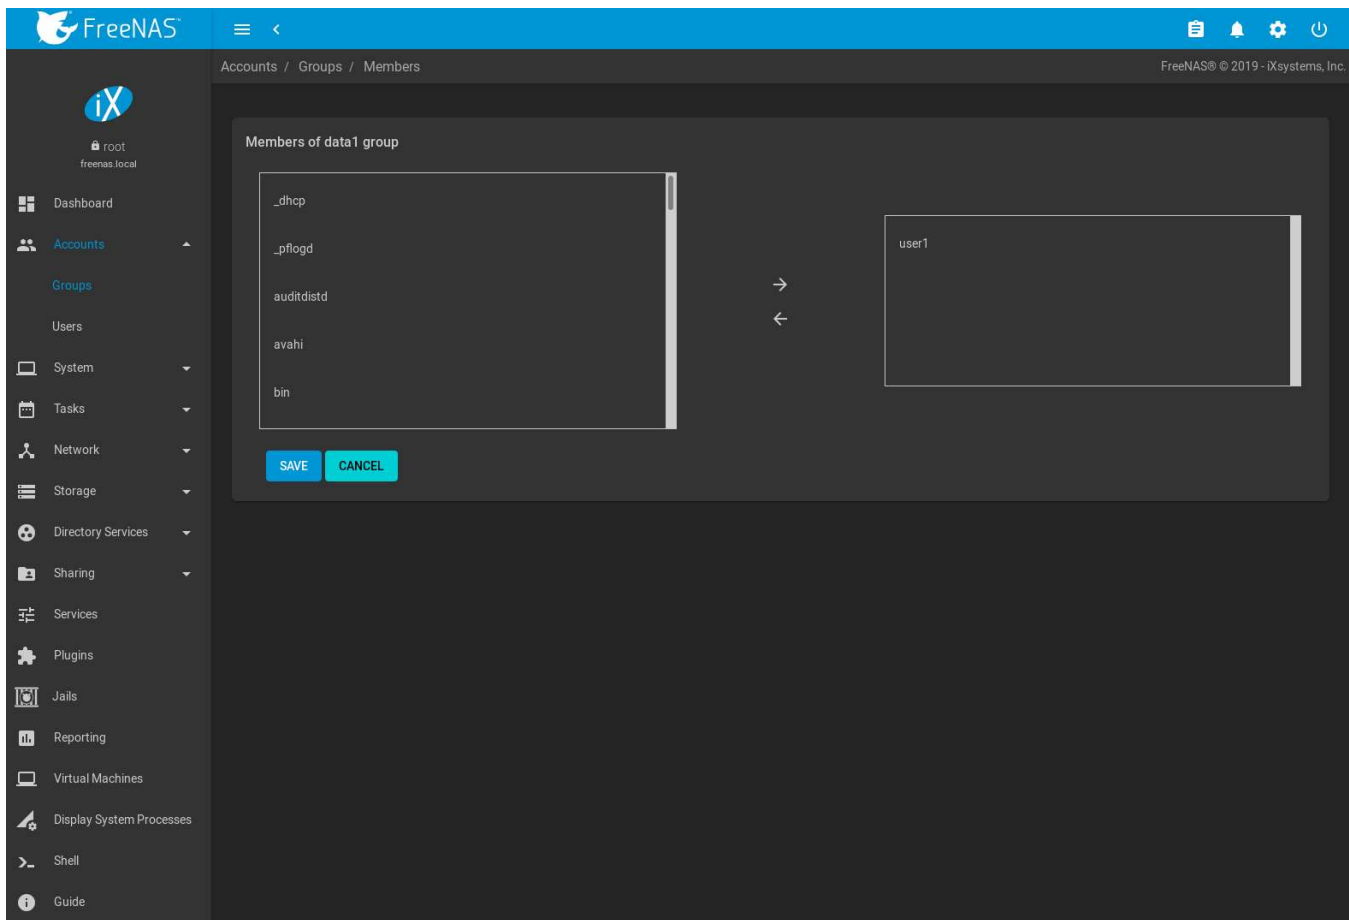 FreeNAS™
Accounts / Groups / Members
FreeNAS® © 2019 - iXsystems, Inc.
iX
root
freenas.local
Dashboard
Accounts
Groups
Users
System
Tasks
Network
Storage
Directory Services
Sharing
Services
Plugins
Jails
Reporting
Virtual Machines
Display System Processes
Shell
Guide
Members of data1 group
_dhcp
_pflogd
auditdistd
avahi
bin
user1
SAVE CANCEL